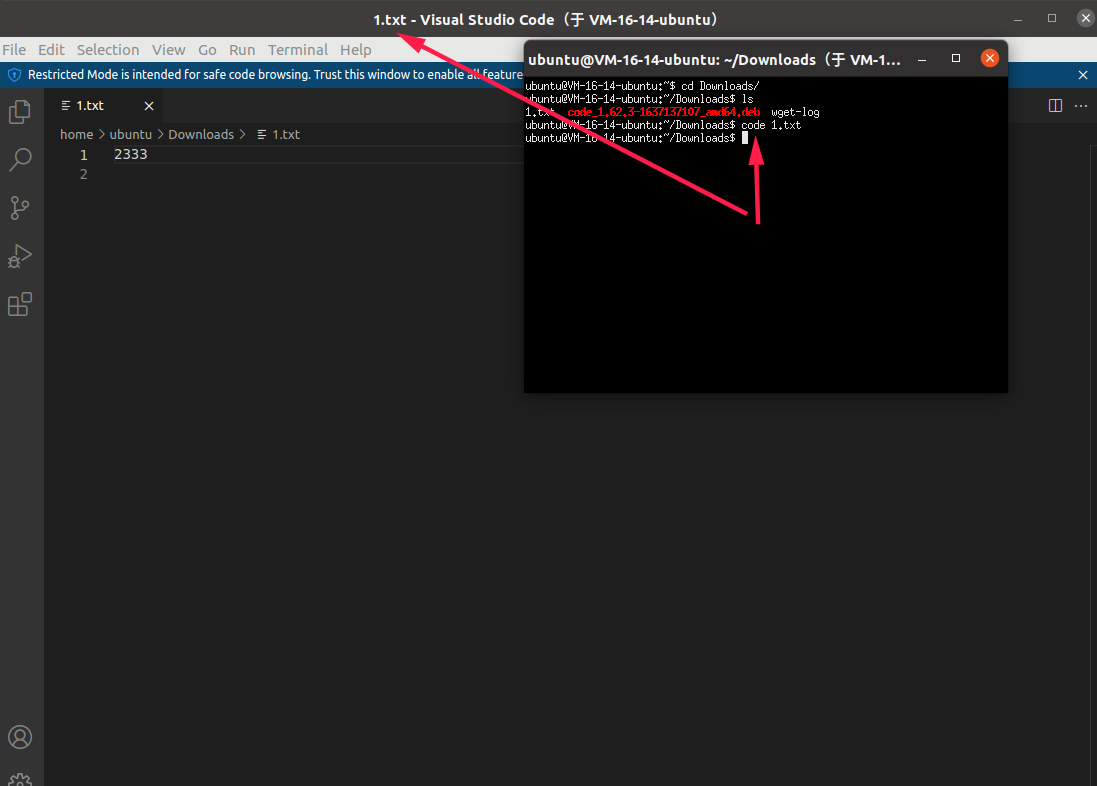 1.txt - Visual Studio Code（于 VM-16-14-ubuntu）
File Edit Selection View Go Run Terminal Help
Restricted Mode is intended for safe code browsing. Trust this window to enable all feature
1.txt
home > ubuntu > Downloads > 1.txt
1 2333
2
ubuntu@VM-16-14-ubuntu: ~/Downloads（于 VM-1...
ubuntu@VM-16-14-ubuntu:~$ cd Downloads/
ubuntu@VM-16-14-ubuntu:~/Downloads$ ls
1.txt code_1.62.3-1637137107_amd64.deb wget-log
ubuntu@VM-16-14-ubuntu:~/Downloads$ code 1.txt
ubuntu@VM-16-14-ubuntu:~/Downloads$